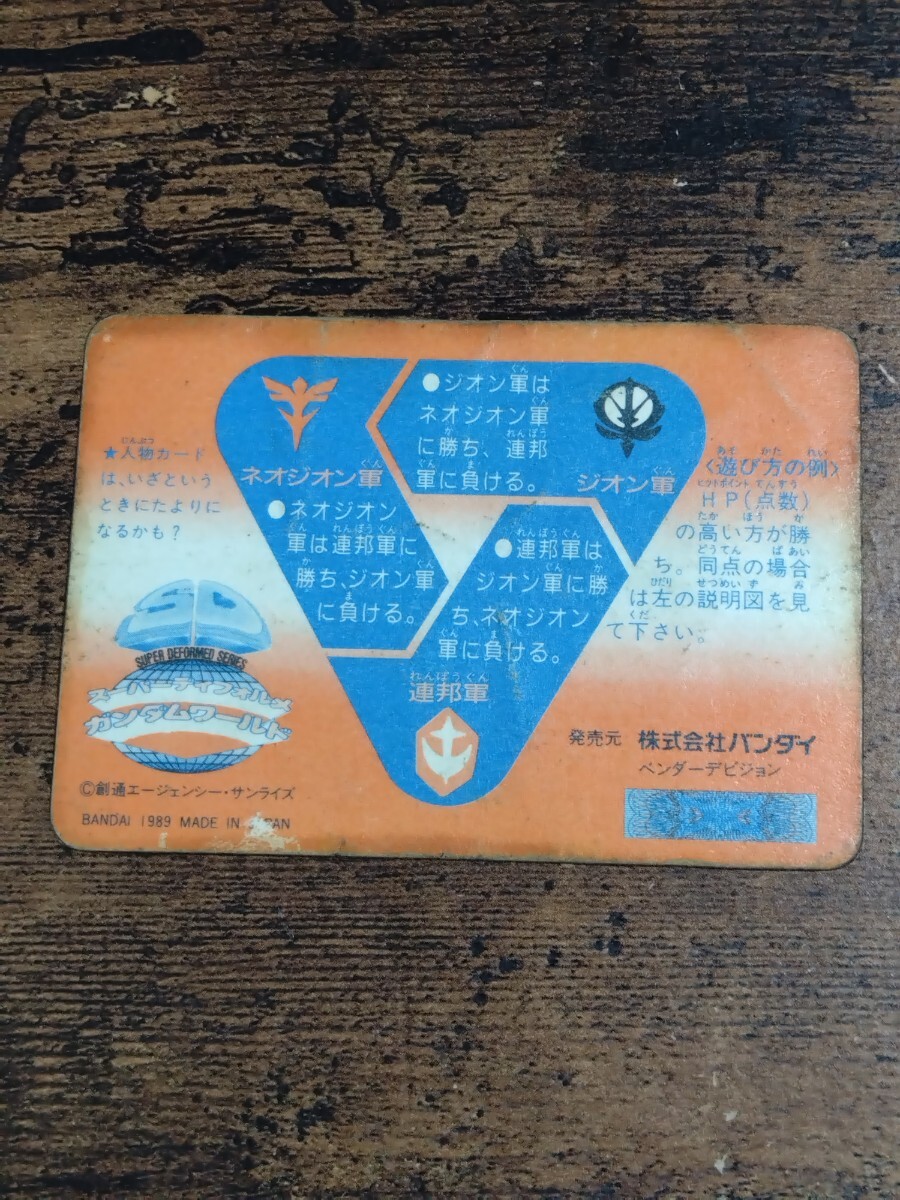 ★人物カード
は、いざという
ときにたよりに
なるかも?
ネオジオン軍
●ジオン軍は
ネオジオン軍
に勝ち、連邦
軍に負ける。
ジオン軍
●ネオジオン
軍は連邦軍に
勝ち、ジオン軍
に負ける。
●連邦軍は
ジオン軍に勝
ち、ネオジオン
軍に負ける。
連邦軍
〈遊び方の例〉
HP(点数)
の高い方が勝
ち。同点の場合
は左の説明図を見
て下さい。
SUPER DEFORMED SERIES
スーパーディフォルメ
ガンダムワールド
©創通エージェンシー・サンライズ
BANDAI 1989 MADE IN JAPAN
発売元 株式会社バンダイ
ベンダーデビジョン